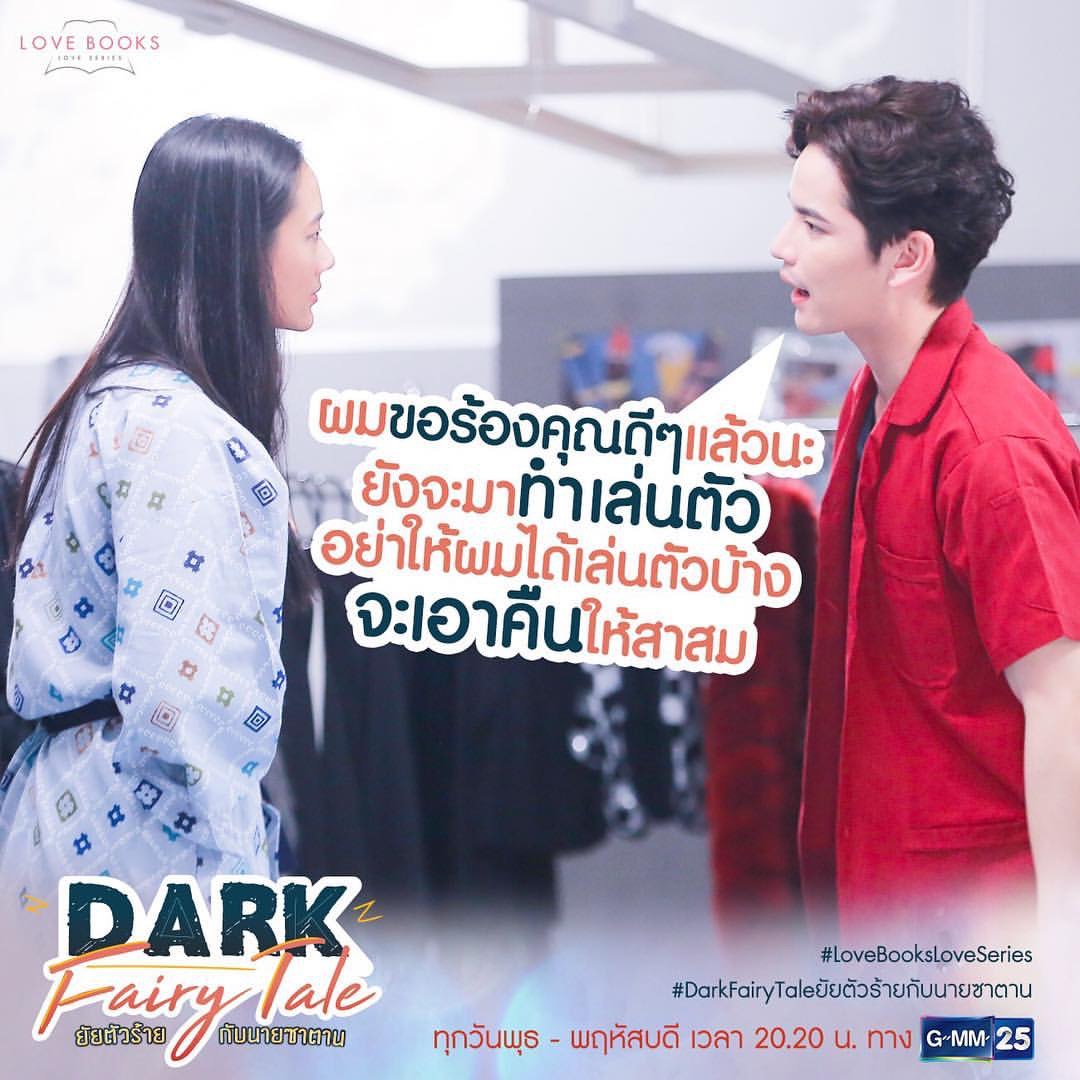 LOVE BOOKS
LOVE SERIES
ผมขอร้องคุณดีๆแล้วนะ
ยังจะมาทำเล่นตัว
อย่าให้ผมได้เล่นตัวบ้าง
จะเอาคืนให้สาสม
DARK
Fairy Tale
ยัยตัวร้าย กับนายซาตาน
#LoveBooksLoveSeries
#DarkFairyTaleยัยตัวร้ายกับนายซาตาน
ทุกวันพุธ - พฤหัสบดี เวลา 20.20 น. ทาง G-MM 25